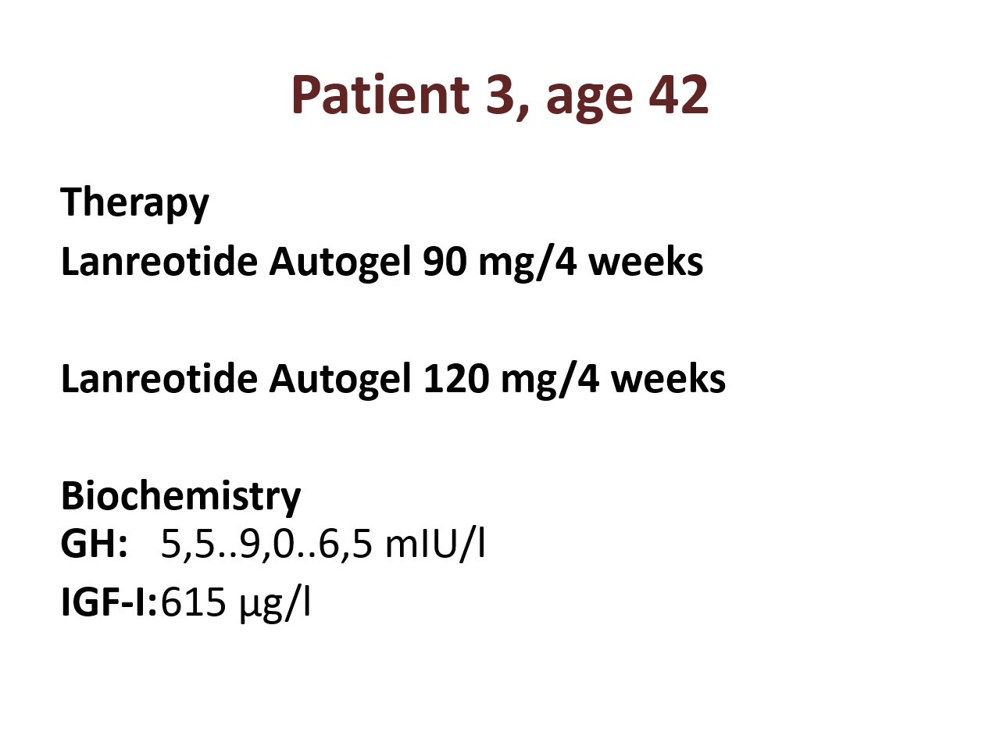 Patient 3, age 42
Therapy
Lanreotide Autogel 90 mg/4 weeks
Lanreotide Autogel 120 mg/4 weeks
Biochemistry
GH: 5,5..9,0..6,5 mIU/l
IGF-I: 615 µg/l